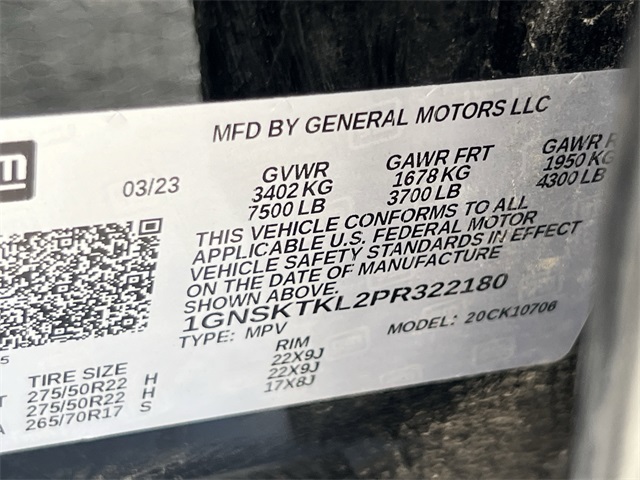 MFD BY GENERAL MOTORS LLC
m
03/23
GVWR GAWR FRT GAWR
3402 KG 1678 KG 1950 KG
7500 LB 3700 LB 4300 LB
THIS VEHICLE CONFORMS TO ALL
APPLICABLE U.S. FEDERAL MOTOR
VEHICLE SAFETY STANDARDS IN EFFECT
ON THE DATE OF MANUFACTURE
SHOWN ABOVE.
1GNSKTKL2PR322180
TYPE: MPV MODEL: 20CK10706
TIRE SIZE RIM
275/50R22 H 22X9J
275/50R22 H 22X9J
265/70R17 S 17X8J